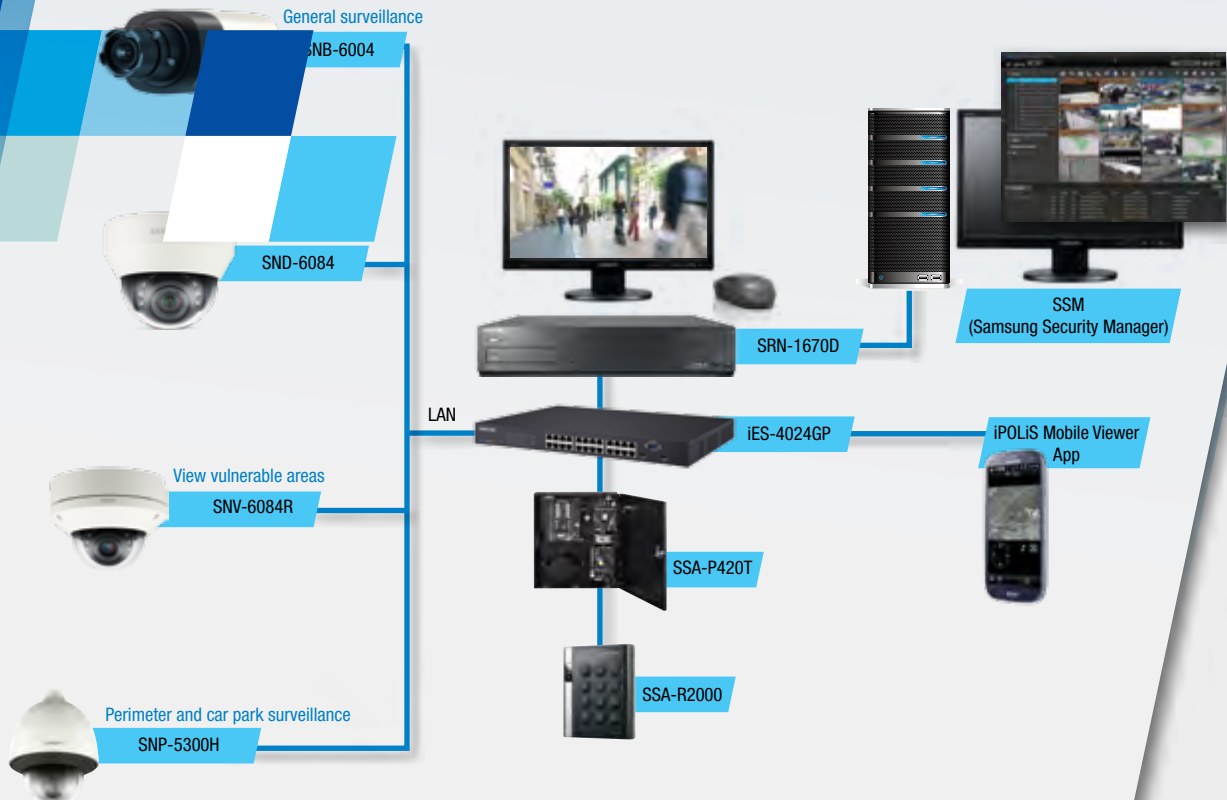 General surveillance
SNB-6004
SND-6084
SRN-1670D
SSM
(Samsung Security Manager)
LAN
iES-4024GP
iPOLiS Mobile Viewer
App
View vulnerable areas
SNV-6084R
SSA-P420T
SSA-R2000
Perimeter and car park surveillance
SNP-5300H